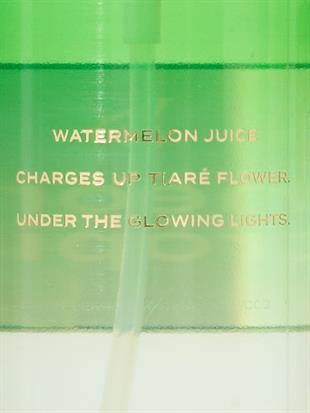 WATERMELON JUICE
CHARGES UP TIARÉ FLOWER.
UNDER THE GLOWING LIGHTS.